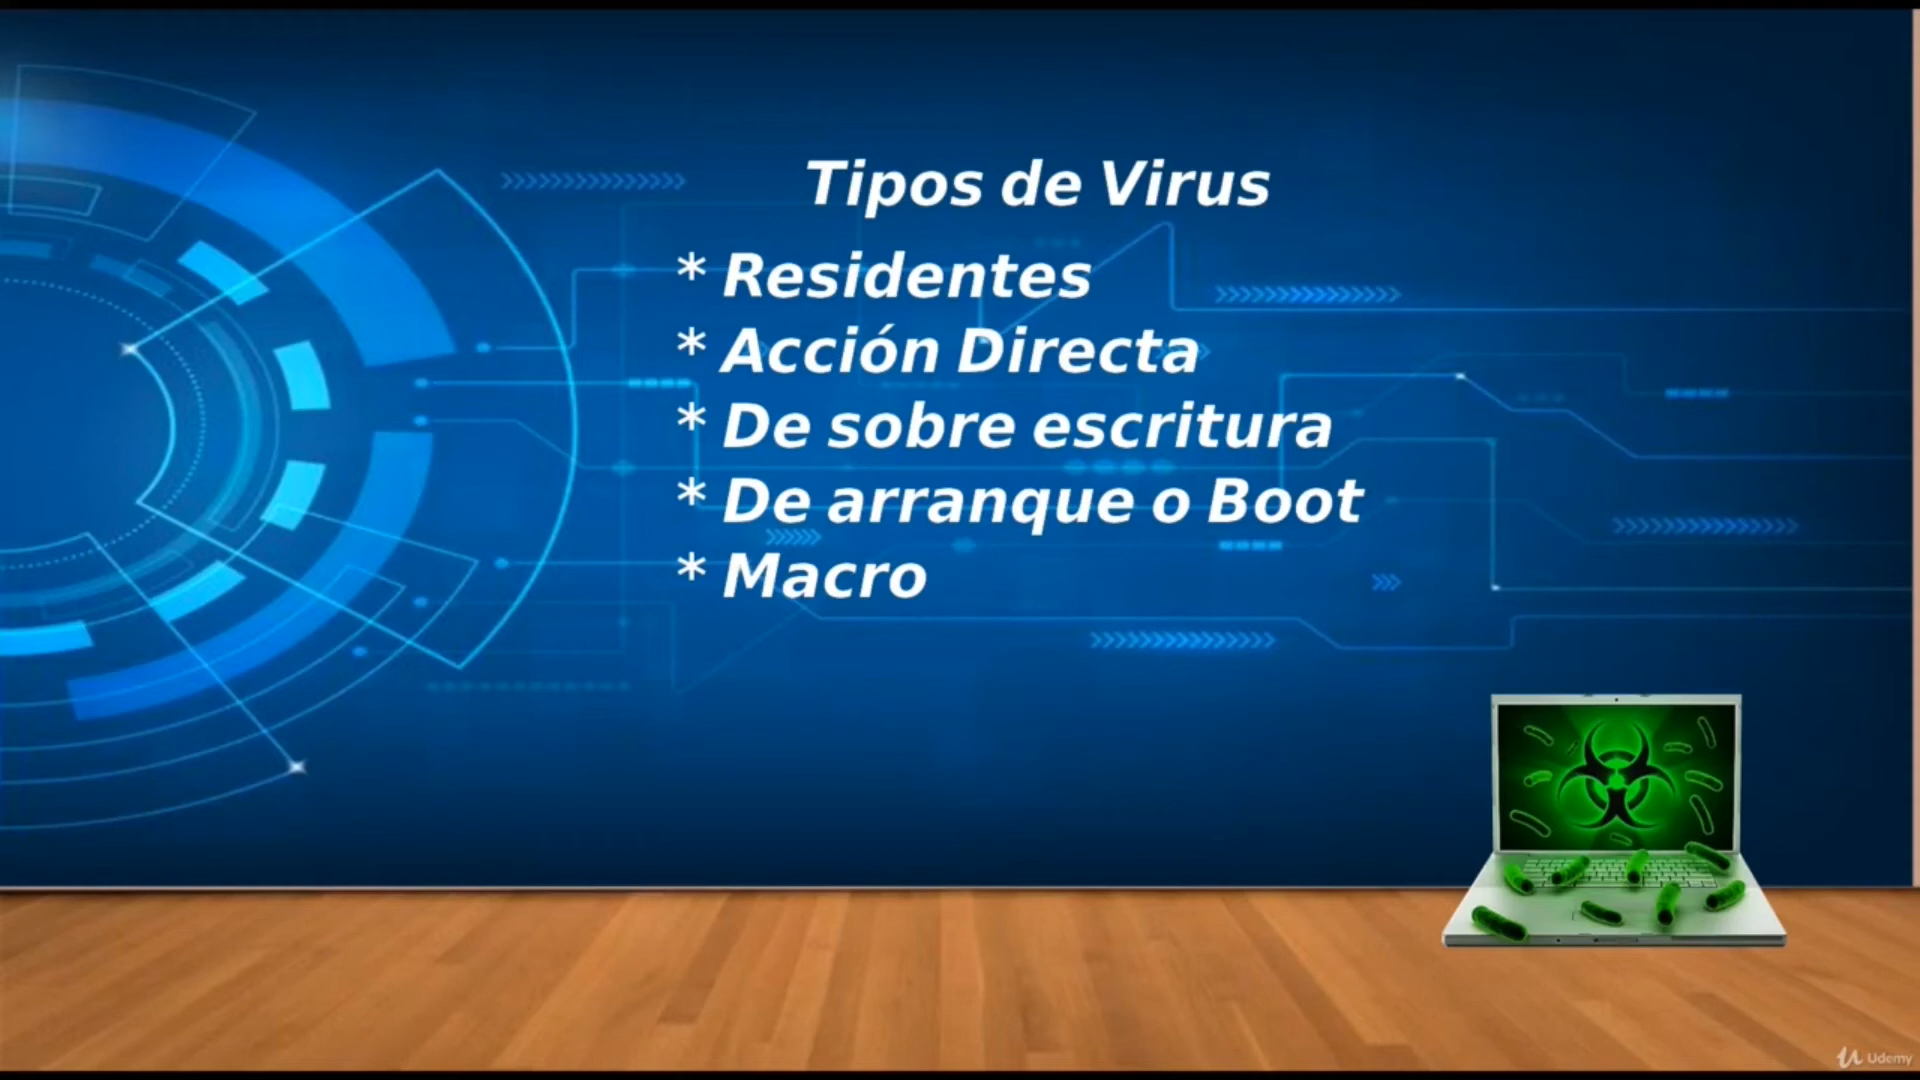 Tipos de Virus
* Residentes
* Acción Directa
* De sobre escritura
* De arranque o Boot
* Macro
Udemy